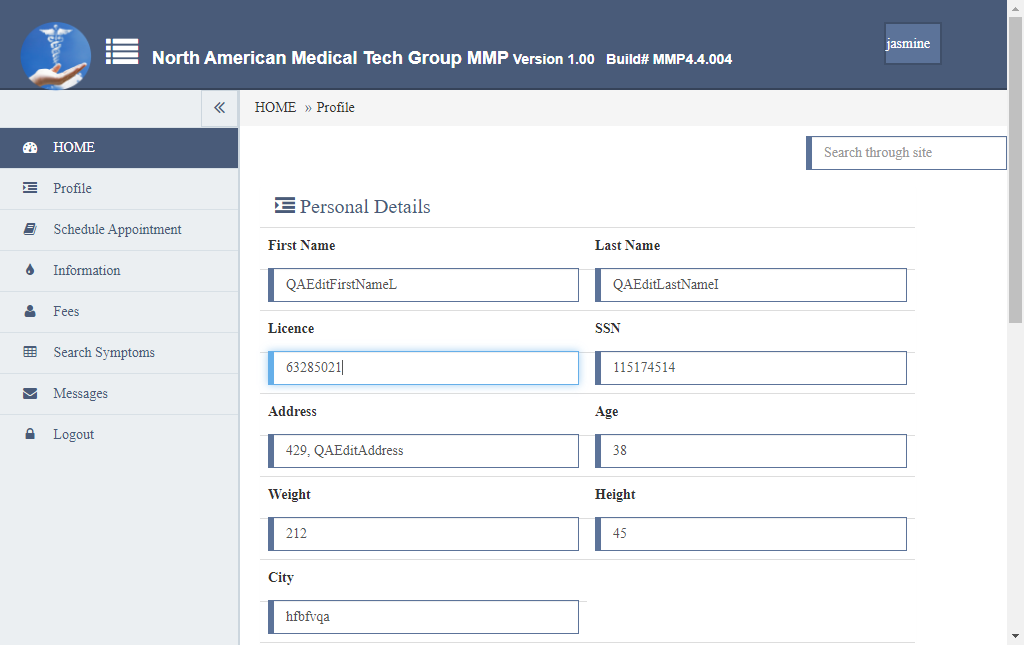 North American Medical Tech Group MMP Version 1.00 Build# MMP4.4.004
jasmine
HOME » Profile
HOME
Profile
Schedule Appointment
Information
Fees
Search Symptoms
Messages
Logout
Search through site
Personal Details
First Name Last Name
QAEditFirstNameL QAEditLastNameI
Licence SSN
63285021 115174514
Address Age
429, QAEditAddress 38
Weight Height
212 45
City
hfbfvqa